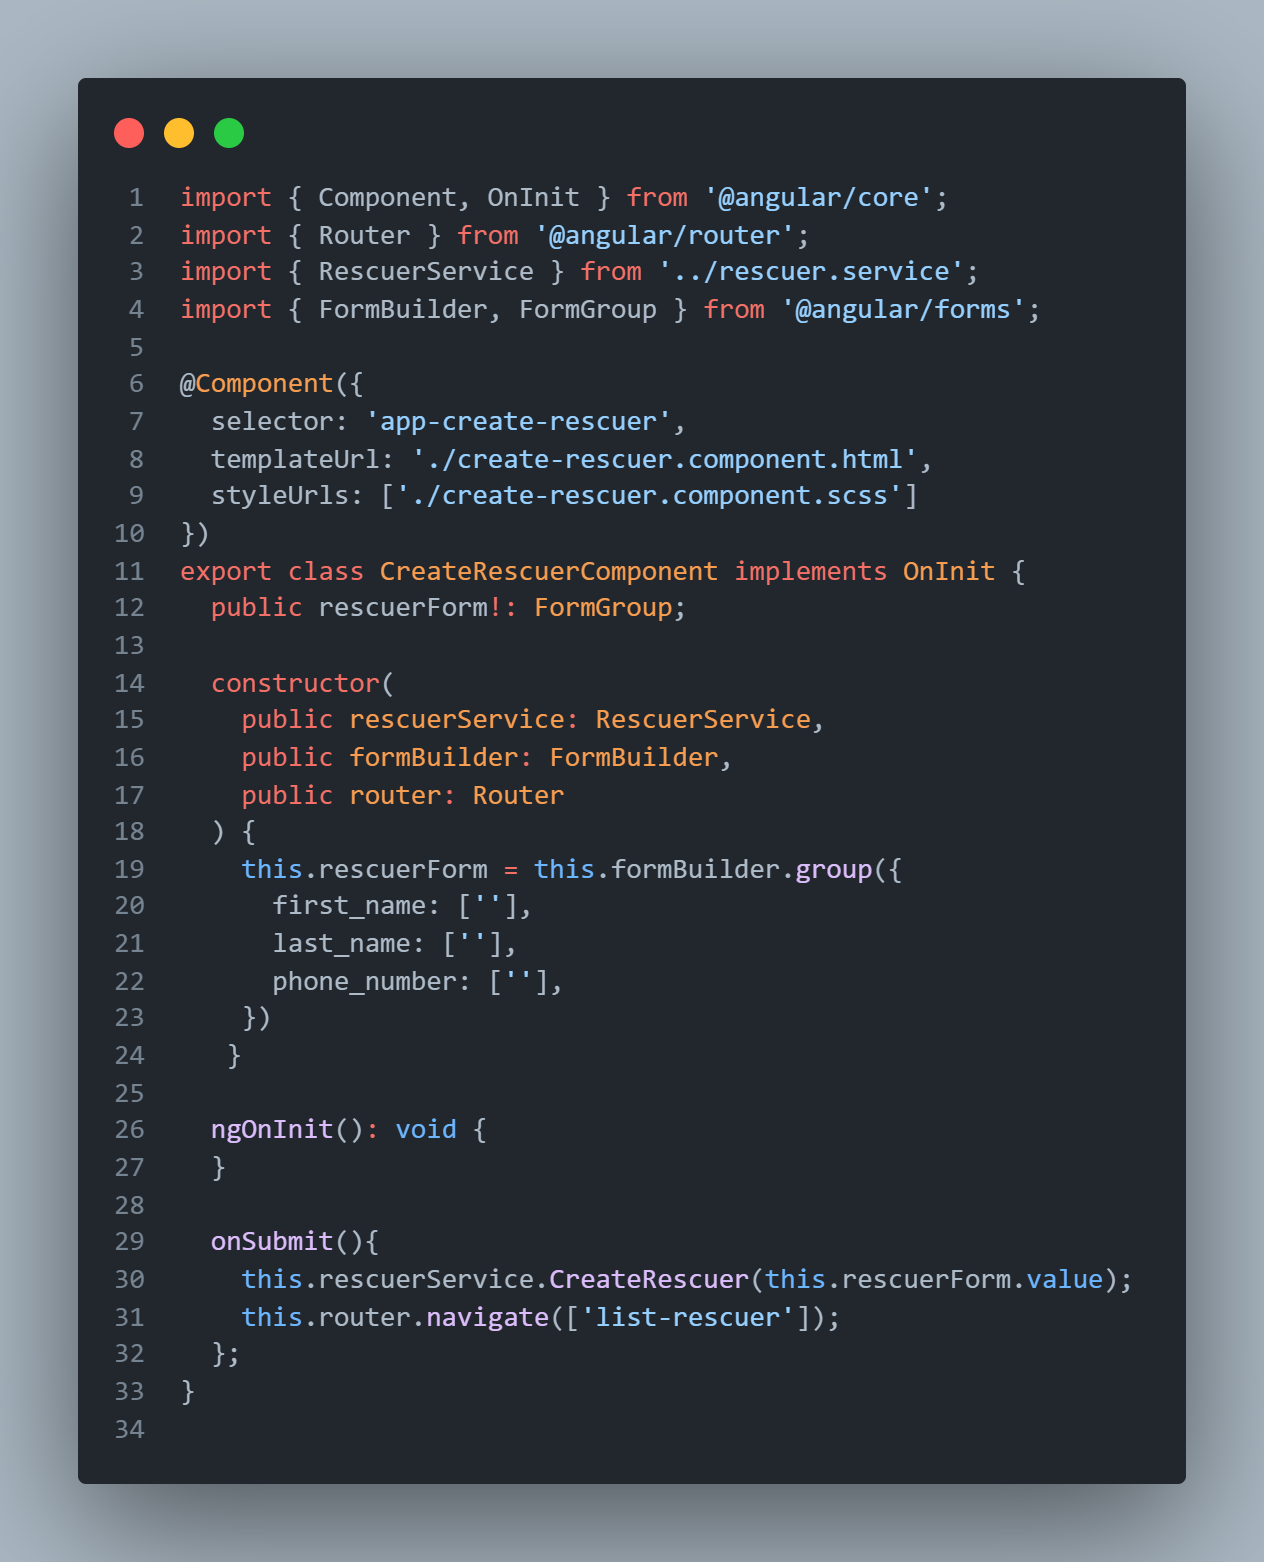 1 import { Component, OnInit } from '@angular/core';
2 import { Router } from '@angular/router';
3 import { RescuerService } from '../rescuer.service';
4 import { FormBuilder, FormGroup } from '@angular/forms';
5
6 @Component({
7   selector: 'app-create-rescuer',
8   templateUrl: './create-rescuer.component.html',
9   styleUrls: ['./create-rescuer.component.scss']
10 })
11 export class CreateRescuerComponent implements OnInit {
12   public rescuerForm!: FormGroup;
13
14   constructor(
15     public rescuerService: RescuerService,
16     public formBuilder: FormBuilder,
17     public router: Router
18   ) {
19     this.rescuerForm = this.formBuilder.group({
20       first_name: [''],
21       last_name: [''],
22       phone_number: [''],
23     })
24    }
25
26   ngOnInit(): void {
27   }
28
29   onSubmit(){
30     this.rescuerService.CreateRescuer(this.rescuerForm.value);
31     this.router.navigate(['list-rescuer']);
32   };
33 }
34